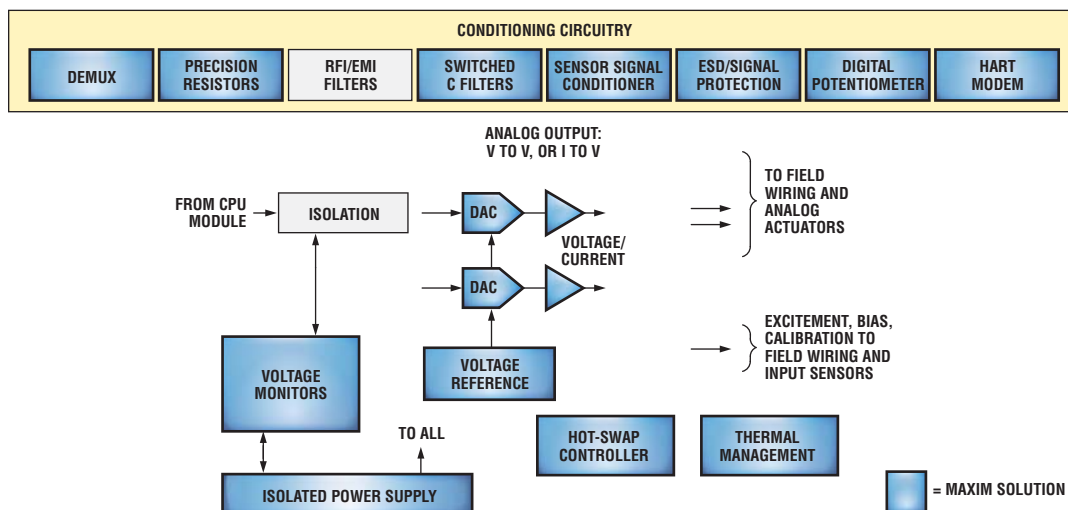 CONDITIONING CIRCUITRY
DEMUX
PRECISION
RESISTORS
RFI/EMI
FILTERS
SWITCHED
C FILTERS
SENSOR SIGNAL
CONDITIONER
ESD/SIGNAL
PROTECTION
DIGITAL
POTENTIOMETER
HART
MODEM
ANALOG OUTPUT:
V TO V, OR I TO V
FROM CPU
MODULE
ISOLATION
DAC
VOLTAGE/
CURRENT
DAC
TO FIELD
WIRING AND
ANALOG
ACTUATORS
VOLTAGE
MONITORS
VOLTAGE
REFERENCE
EXCITEMENT, BIAS,
CALIBRATION TO
FIELD WIRING AND
INPUT SENSORS
TO ALL
HOT-SWAP
CONTROLLER
THERMAL
MANAGEMENT
ISOLATED POWER SUPPLY
= MAXIM SOLUTION